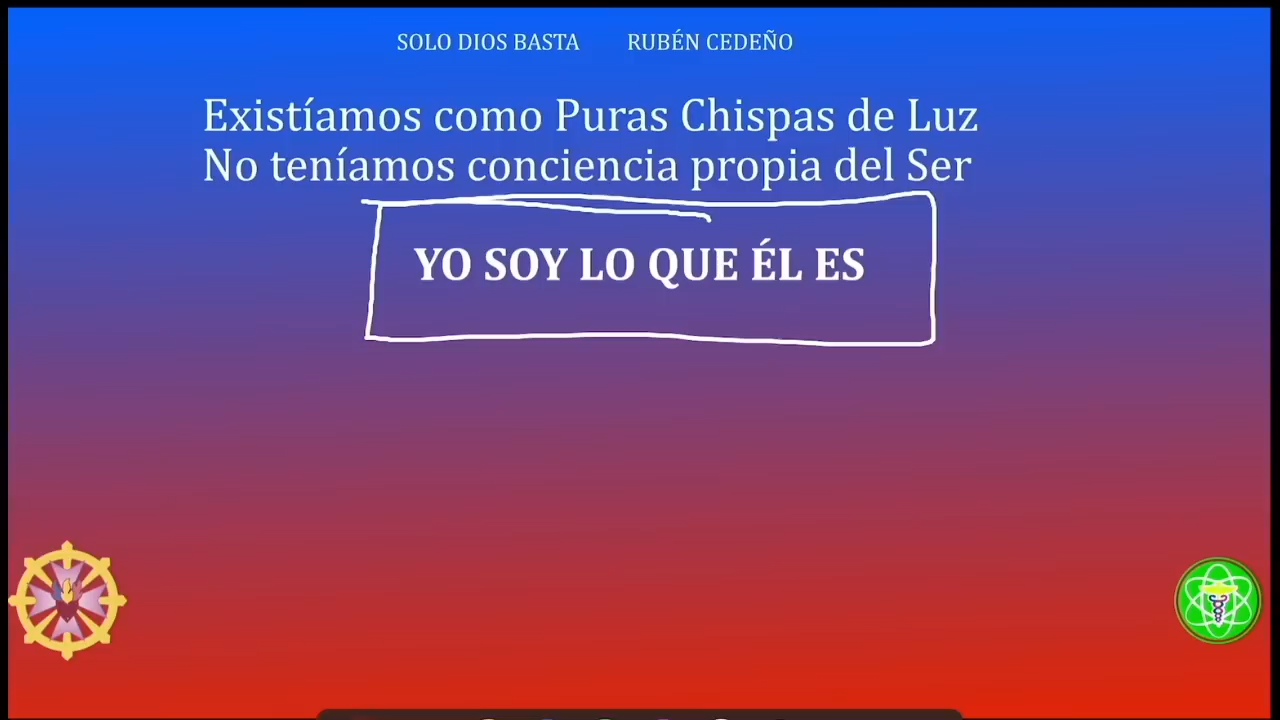 SOLO DIOS BASTA RUBÉN CEDEÑO
Existíamos como Puras Chispas de Luz
No teníamos conciencia propia del Ser
YO SOY LO QUE ÉL ES